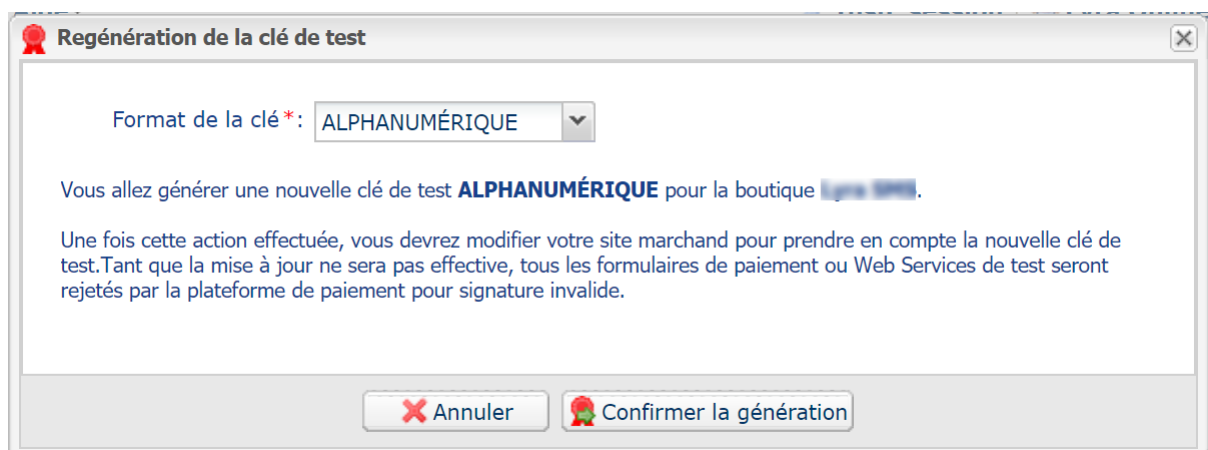 Regénération de la clé de test
Format de la clé*: ALPHANUMÉRIQUE
Vous allez générer une nouvelle clé de test ALPHANUMÉRIQUE pour la boutique .
Une fois cette action effectuée, vous devrez modifier votre site marchand pour prendre en compte la nouvelle clé de
test.Tant que la mise à jour ne sera pas effective, tous les formulaires de paiement ou Web Services de test seront
rejetés par la plateforme de paiement pour signature invalide.
Annuler Confirmer la génération